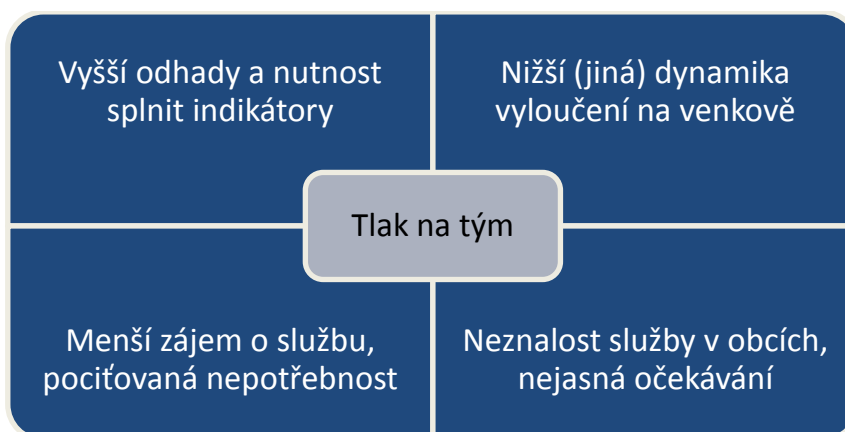 Vyšší odhady a nutnost
splnit indikátory
Nižší (jiná) dynamika
vyloučení na venkově
Tlak na tým
Menší zájem o službu,
pociťovaná nepotřebnost
Neznalost služby v obcích,
nejasná očekávání